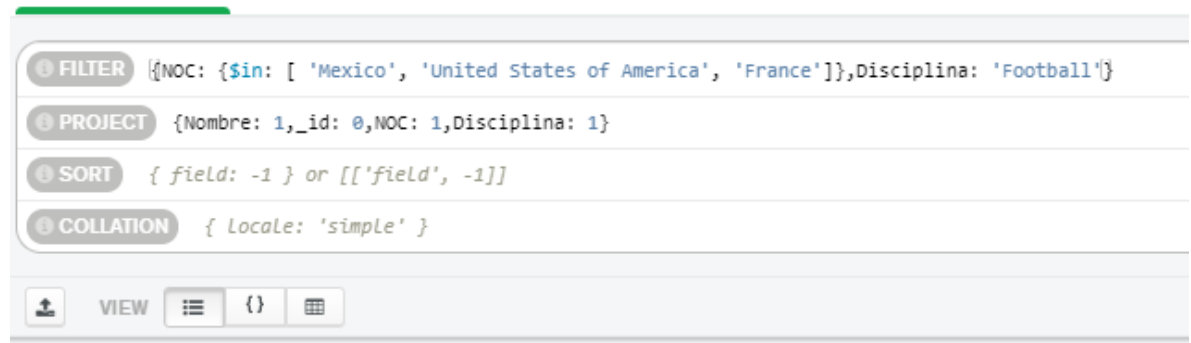 FILTER {NOC: {$in: [ 'Mexico', 'United States of America', 'France']},Disciplina: 'Football'}
PROJECT {Nombre: 1,_id: 0,NOC: 1,Disciplina: 1}
SORT { field: -1 } or [['field', -1]]
COLLATION { locale: 'simple' }
VIEW {}